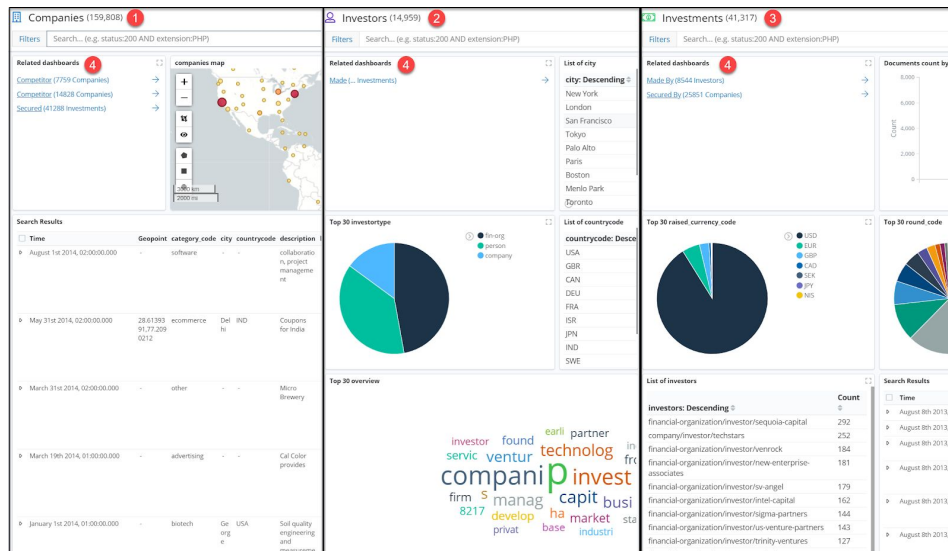 Companies (159,808) 1
Filters Search... (e.g. status:200 AND extension:PHP)
Related dashboards 4
Competitor (7759 Companies)
Competitor (14828 Companies)
Secured (41288 Investments)
companies map
2000 mi
Search Results
Time Geopoint category_code city countrycode description
August 1st 2014, 02:00:00.000 - software - - collaboratio
n, project
manageme
nt
May 31st 2014, 02:00:00.000 28.61393 ecommerce Del IND Coupons
91,77.209 hi for India
0212
March 31st 2014, 02:00:00.000 - other - - Micro
Brewery
March 19th 2014, 01:00:00.000 - advertising - - Cal Color
provides
January 1st 2014, 01:00:00.000 - biotech Ge USA Soil quality
org engineering
e and
measureme
Investors (14,959) 2
Filters Search... (e.g. status:200 AND extension:PHP)
Related dashboards 4
Made (... Investments)
List of city
city: Descending
New York
London
San Francisco
Tokyo
Palo Alto
Paris
Boston
Menlo Park
Toronto
Top 30 investortype
fin-org
person
company
List of countrycode
countrycode: Desce
USA
GBR
CAN
DEU
FRA
ISR
JPN
IND
SWE
Top 30 overview
earli partner
investor found in
servic ventur technolog fro
compani p invest
firm s manag capit busi
8217 develop ha market sta
privat base industri
Investments (41,317) 3
Filters Search... (e.g. status:200 AND extension:PHP)
Related dashboards 4
Made By (8544 Investors)
Secured By (25851 Companies)
Documents count by
8,000
6,000
4,000
2,000
0
Count
Top 30 raised_currency_code
USD
EUR
GBP
CAD
SEK
JPY
NIS
Top 30 round_code
List of investors
investors: Descending Count
financial-organization/investor/sequoia-capital 292
company/investor/techstars 252
financial-organization/investor/venrock 184
financial-organization/investor/new-enterprise- 181
associates
financial-organization/investor/sv-angel 179
financial-organization/investor/intel-capital 162
financial-organization/investor/sigma-partners 144
financial-organization/investor/us-venture-partners 143
financial-organization/investor/trinity-ventures 127
Search Results
Time
August 8th 2013,
August 8th 2013,
August 8th 2013,
August 8th 2013,
August 8th 2013,
August 8th 2013,